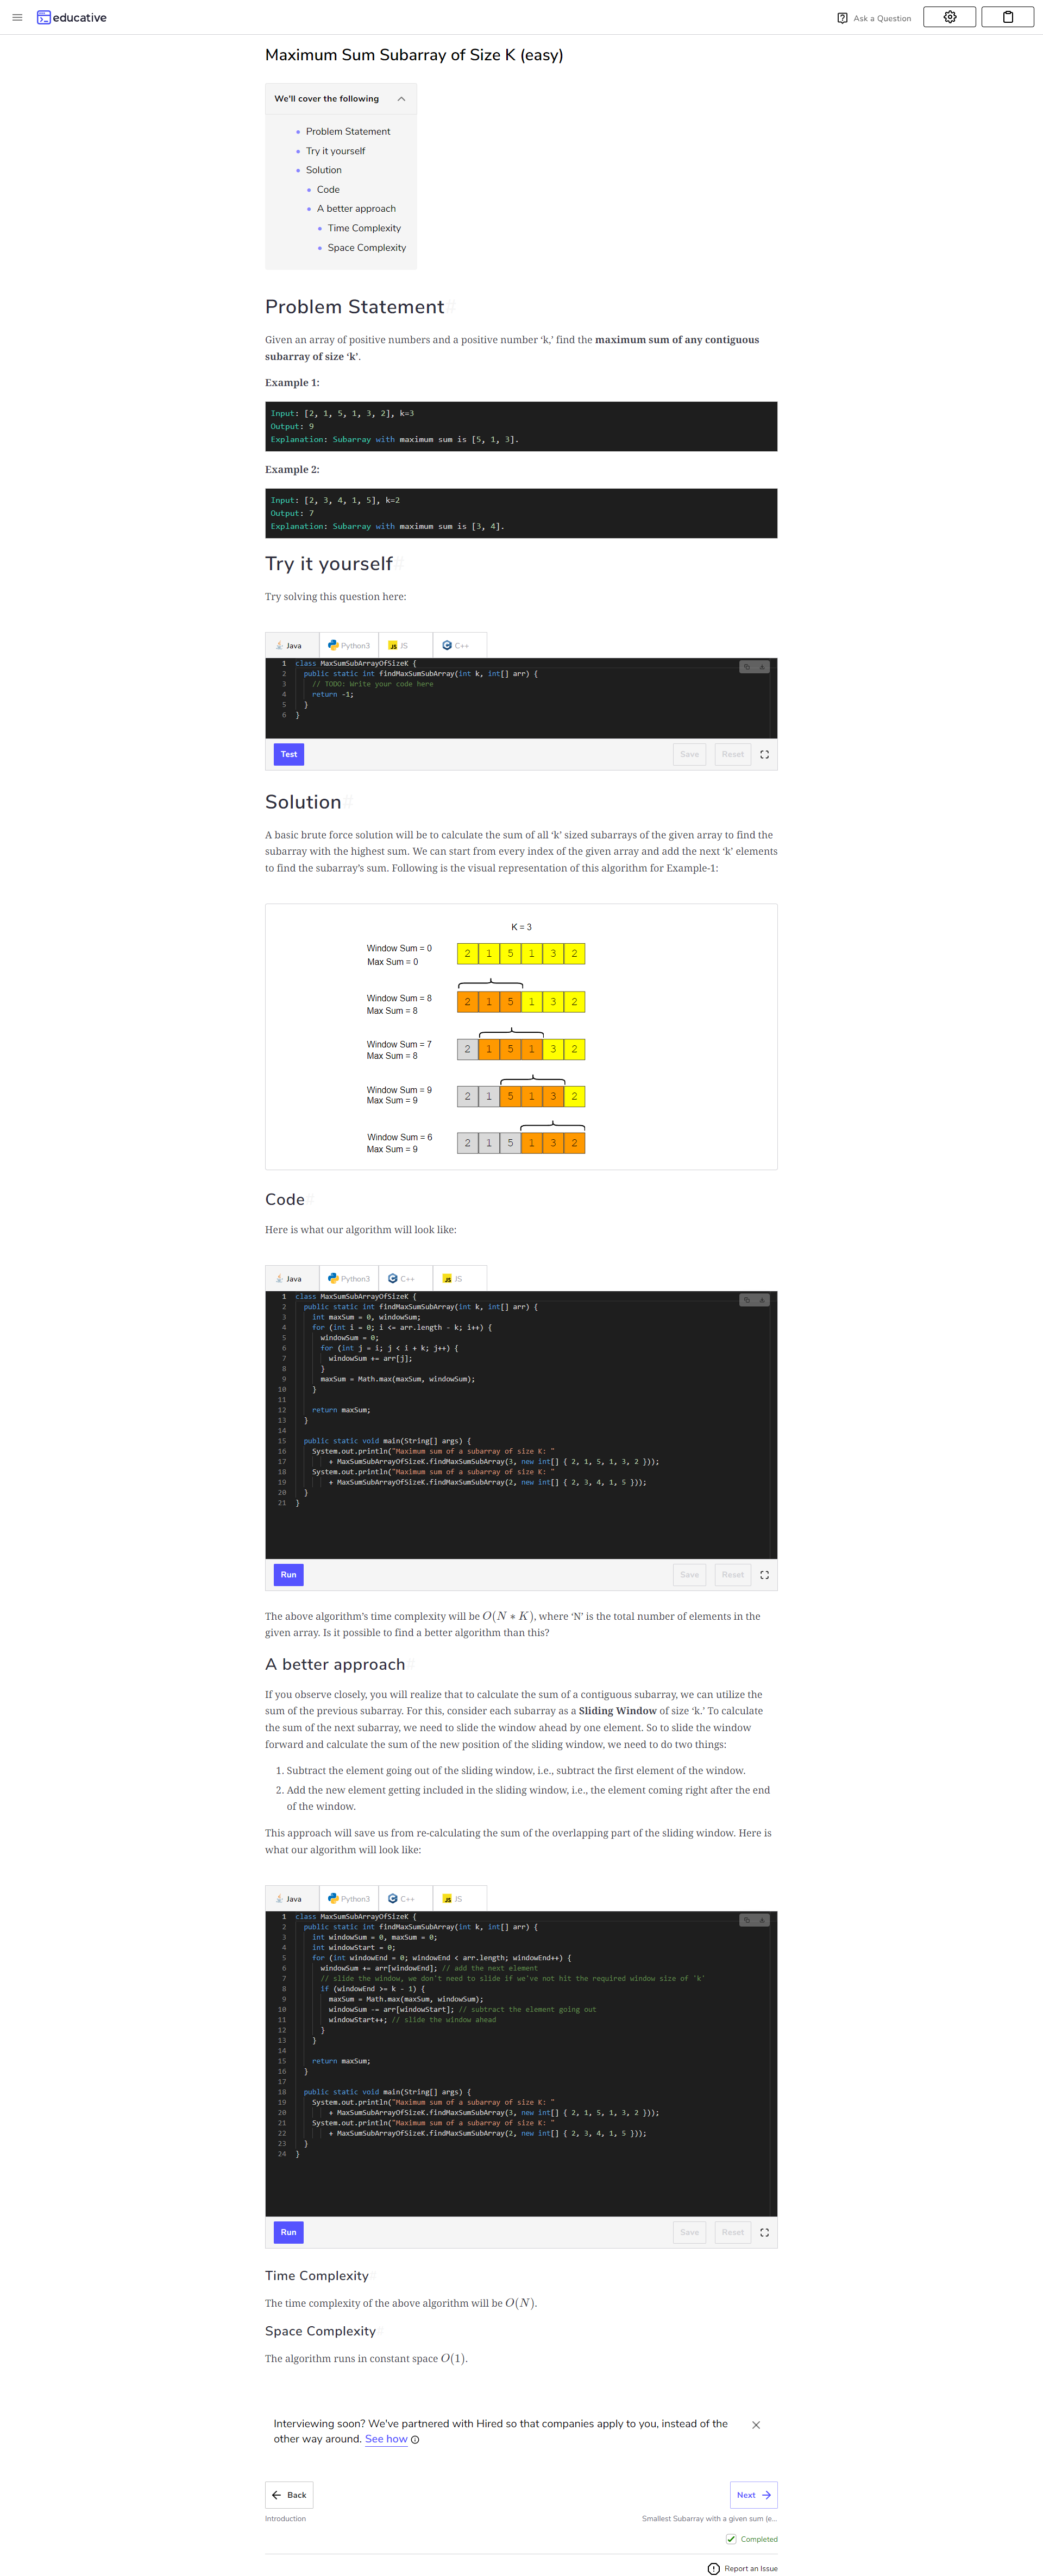 educative
Ask a Question
Maximum Sum Subarray of Size K (easy)
We'll cover the following
Problem Statement
Try it yourself
Solution
Code
A better approach
Time Complexity
Space Complexity
Problem Statement#
Given an array of positive numbers and a positive number ‘k,’ find the maximum sum of any contiguous
subarray of size ‘k’.
Example 1:
Input: [2, 1, 5, 1, 3, 2], k=3
Output: 9
Explanation: Subarray with maximum sum is [5, 1, 3].
Example 2:
Input: [2, 3, 4, 1, 5], k=2
Output: 7
Explanation: Subarray with maximum sum is [3, 4].
Try it yourself#
Try solving this question here:
Java Python3 JS C++
1 class MaxSumSubArrayOfSizeK {
2 public static int findMaxSumSubArray(int k, int[] arr) {
3 // TODO: Write your code here
4 return -1;
5 }
6 }
Test Save Reset
Solution#
A basic brute force solution will be to calculate the sum of all ‘k’ sized subarrays of the given array to find the
subarray with the highest sum. We can start from every index of the given array and add the next ‘k’ elements
to find the subarray’s sum. Following is the visual representation of this algorithm for Example-1:
K = 3
Window Sum = 0
Max Sum = 0
2 1 5 1 3 2
Window Sum = 8
Max Sum = 8
2 1 5 1 3 2
Window Sum = 7
Max Sum = 8
2 1 5 1 3 2
Window Sum = 9
Max Sum = 9
2 1 5 1 3 2
Window Sum = 6
Max Sum = 9
2 1 5 1 3 2
Code#
Here is what our algorithm will look like:
Java Python3 C++ JS
1 class MaxSumSubArrayOfSizeK {
2 public static int findMaxSumSubArray(int k, int[] arr) {
3 int maxSum = 0, windowSum;
4 for (int i = 0; i <= arr.length - k; i++) {
5 windowSum = 0;
6 for (int j = i; j < i + k; j++) {
7 windowSum += arr[j];
8 }
9 maxSum = Math.max(maxSum, windowSum);
10 }
11
12 return maxSum;
13 }
14
15 public static void main(String[] args) {
16 System.out.println("Maximum sum of a subarray of size K: "
17 + MaxSumSubArrayOfSizeK.findMaxSumSubArray(3, new int[] { 2, 1, 5, 1, 3, 2 }));
18 System.out.println("Maximum sum of a subarray of size K: "
19 + MaxSumSubArrayOfSizeK.findMaxSumSubArray(2, new int[] { 2, 3, 4, 1, 5 }));
20 }
21 }
Run Save Reset
The above algorithm’s time complexity will be O(N ∗ K), where ‘N’ is the total number of elements in the
given array. Is it possible to find a better algorithm than this?
A better approach#
If you observe closely, you will realize that to calculate the sum of a contiguous subarray, we can utilize the
sum of the previous subarray. For this, consider each subarray as a Sliding Window of size ‘k.’ To calculate
the sum of the next subarray, we need to slide the window ahead by one element. So to slide the window
forward and calculate the sum of the new position of the sliding window, we need to do two things:
1. Subtract the element going out of the sliding window, i.e., subtract the first element of the window.
2. Add the new element getting included in the sliding window, i.e., the element coming right after the end
of the window.
This approach will save us from re-calculating the sum of the overlapping part of the sliding window. Here is
what our algorithm will look like:
Java Python3 C++ JS
1 class MaxSumSubArrayOfSizeK {
2 public static int findMaxSumSubArray(int k, int[] arr) {
3 int windowSum = 0, maxSum = 0;
4 int windowStart = 0;
5 for (int windowEnd = 0; windowEnd < arr.length; windowEnd++) {
6 windowSum += arr[windowEnd]; // add the next element
7 // slide the window, we don't need to slide if we've not hit the required window size of 'k'
8 if (windowEnd >= k - 1) {
9 maxSum = Math.max(maxSum, windowSum);
10 windowSum -= arr[windowStart]; // subtract the element going out
11 windowStart++; // slide the window ahead
12 }
13 }
14
15 return maxSum;
16 }
17
18 public static void main(String[] args) {
19 System.out.println("Maximum sum of a subarray of size K: "
20 + MaxSumSubArrayOfSizeK.findMaxSumSubArray(3, new int[] { 2, 1, 5, 1, 3, 2 }));
21 System.out.println("Maximum sum of a subarray of size K: "
22 + MaxSumSubArrayOfSizeK.findMaxSumSubArray(2, new int[] { 2, 3, 4, 1, 5 }));
23 }
24 }
Run Save Reset
Time Complexity#
The time complexity of the above algorithm will be O(N).
Space Complexity#
The algorithm runs in constant space O(1).
Interviewing soon? We've partnered with Hired so that companies apply to you, instead of the
other way around. See how
Back Next
Introduction Smallest Subarray with a given sum (e...
Completed
Report an Issue